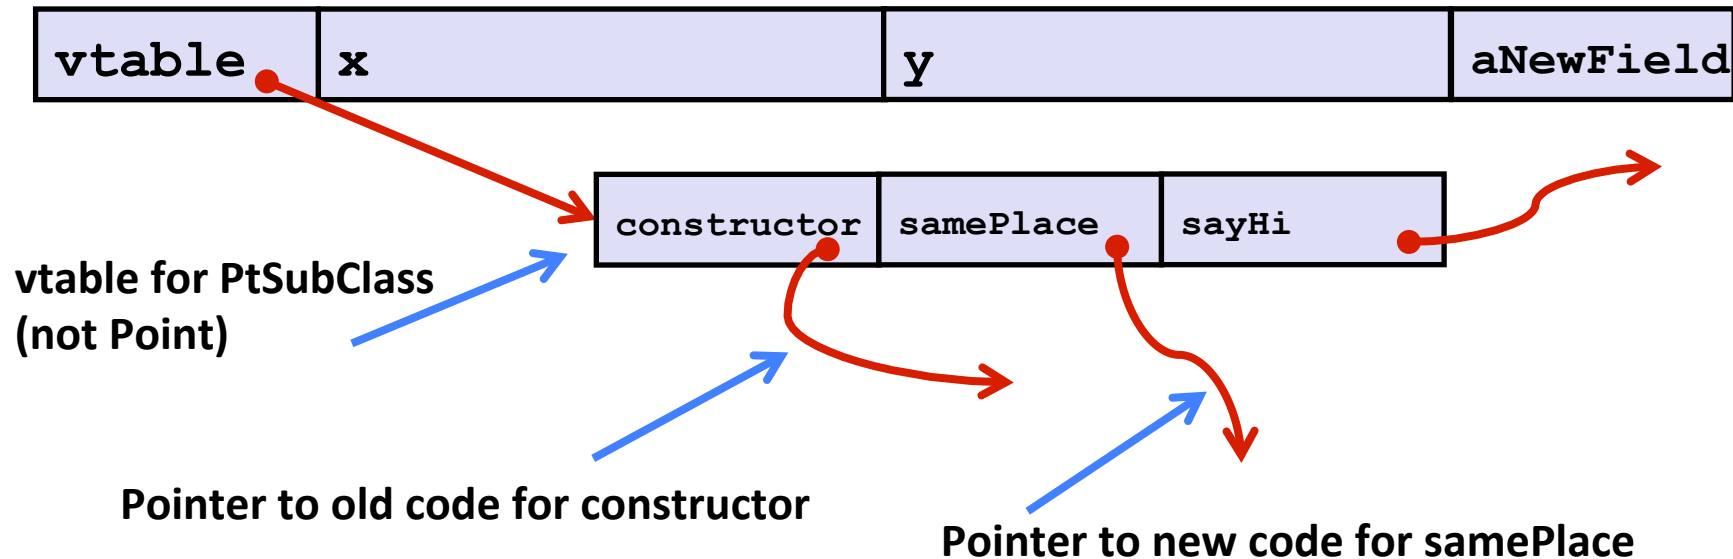 vtable x y aNewField
constructor samePlace sayHi
vtable for PtSubClass
(not Point)
Pointer to old code for constructor
Pointer to new code for samePlace